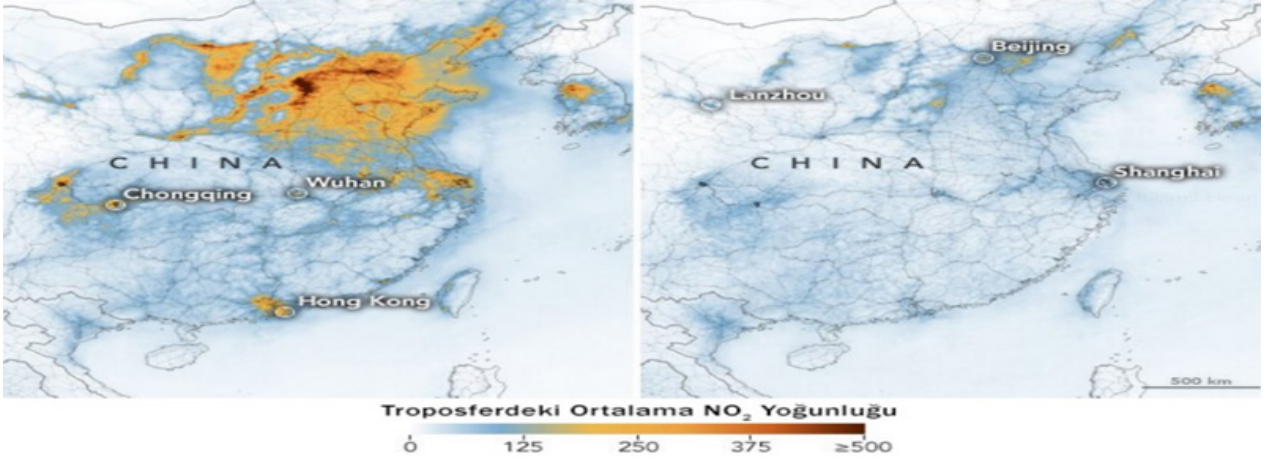 Beijing
Lanzhou
CHINA
CHINA
Shanghai
Wuhan
Chongqing
Hong Kong
500 km
Troposferdeki Ortalama NO₂ Yoğunluğu
0 125 250 375 ≥500